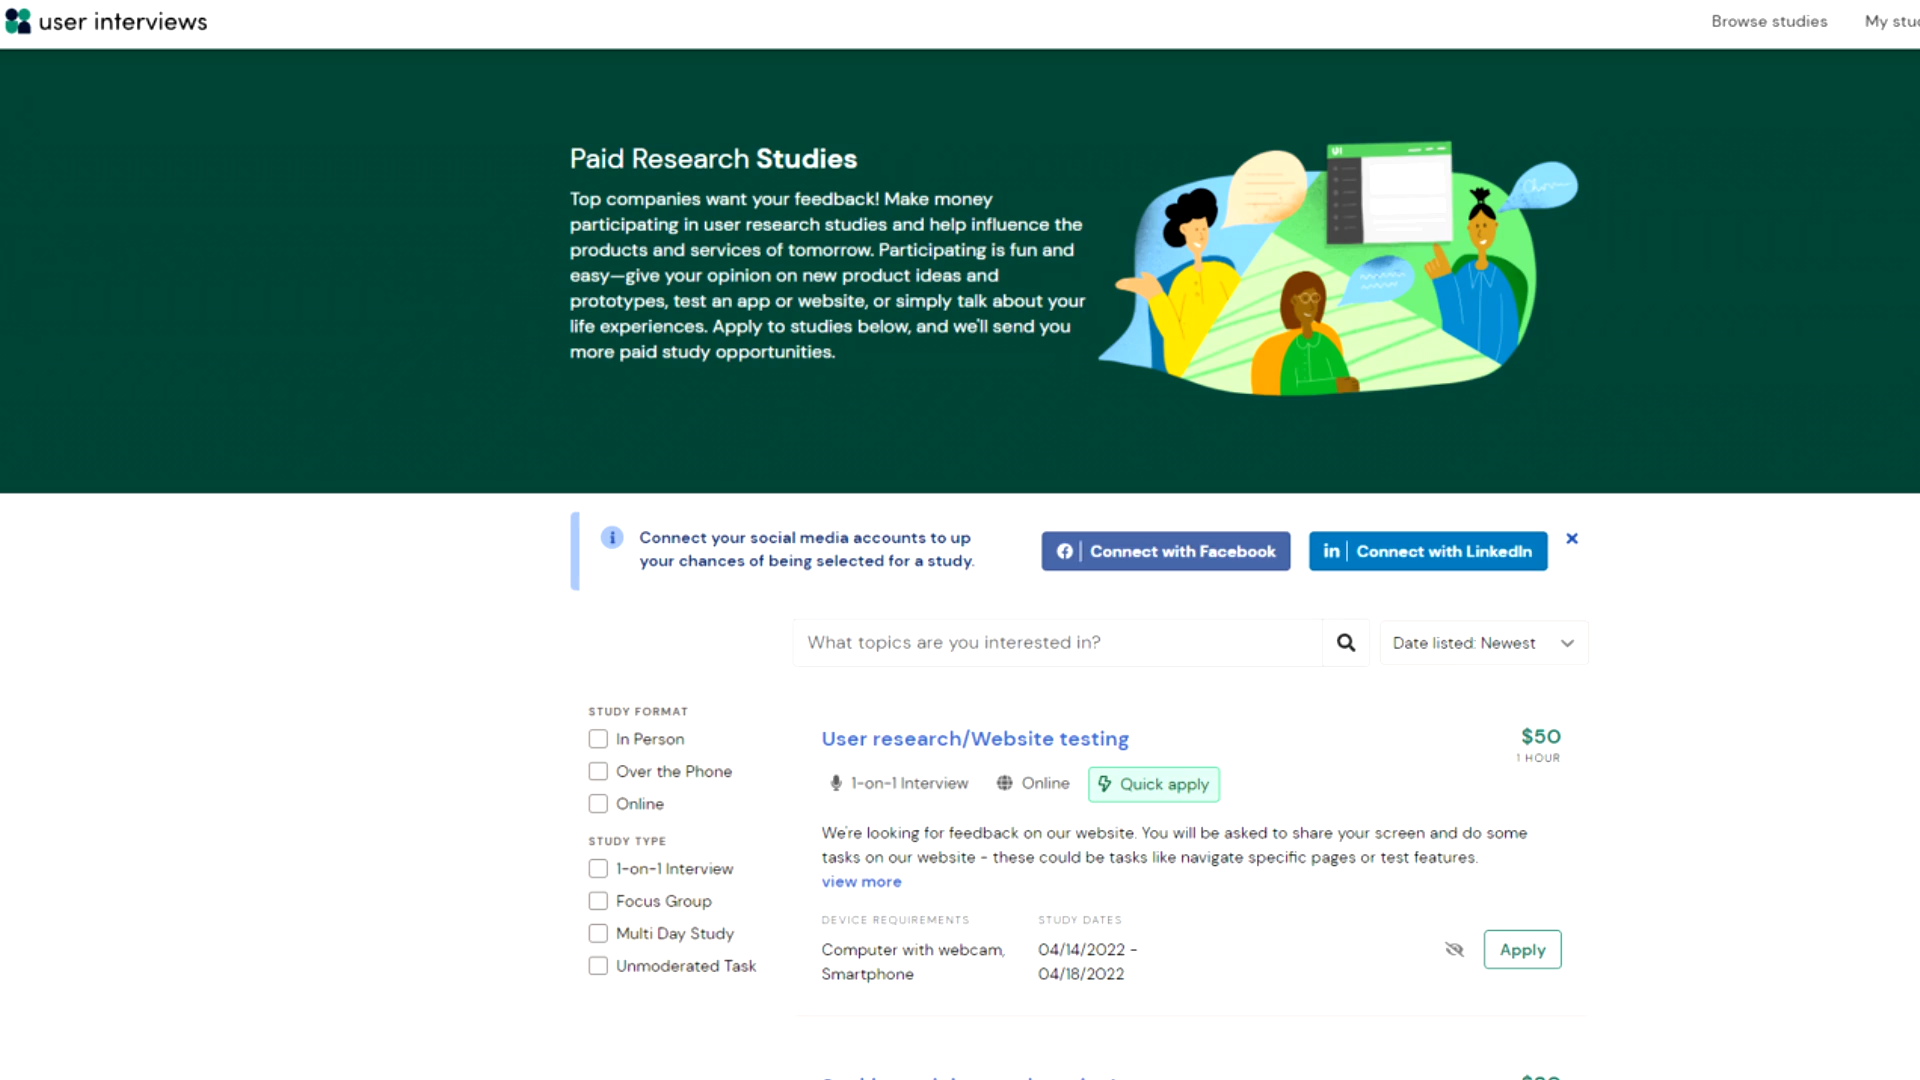 user interviews
Browse studies
My stu
Paid Research Studies
Top companies want your feedback! Make money
participating in user research studies and help influence the
products and services of tomorrow. Participating is fun and
easy—give your opinion on new product ideas and
prototypes, test an app or website, or simply talk about your
life experiences. Apply to studies below, and we'll send you
more paid study opportunities.
UI
Connect your social media accounts to up
your chances of being selected for a study.
Connect with Facebook
Connect with LinkedIn
What topics are you interested in?
Date listed: Newest
STUDY FORMAT
In Person
Over the Phone
Online
STUDY TYPE
1-on-1 Interview
Focus Group
Multi Day Study
Unmoderated Task
User research/Website testing
$50
1 HOUR
1-on-1 Interview
Online
Quick apply
We're looking for feedback on our website. You will be asked to share your screen and do some
tasks on our website - these could be tasks like navigate specific pages or test features.
view more
DEVICE REQUIREMENTS
Computer with webcam,
Smartphone
STUDY DATES
04/14/2022 -
04/18/2022
Apply